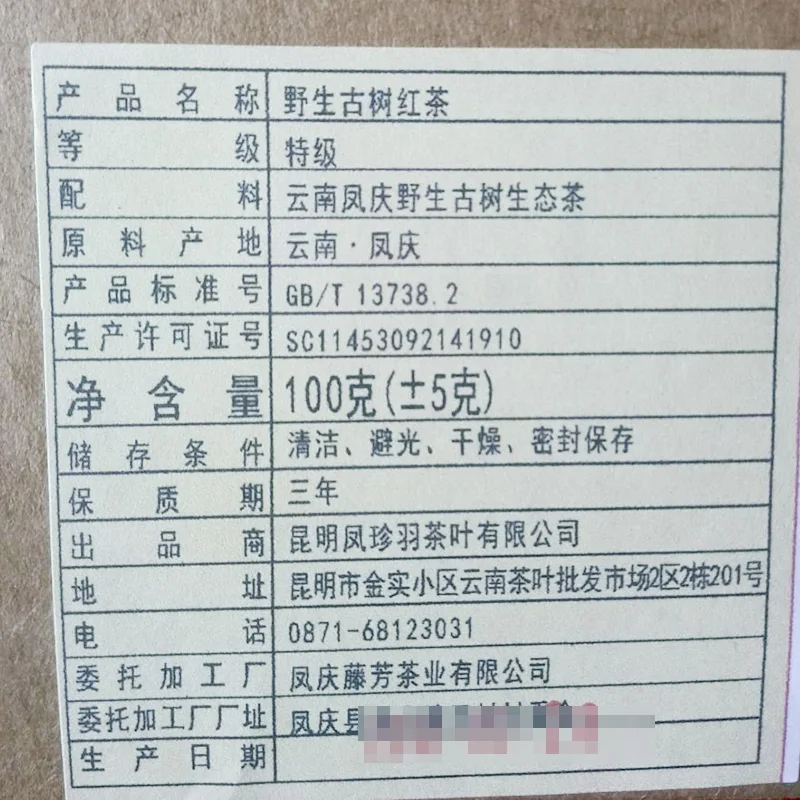 产品名称 野生古树红茶
等级 特级
配料 云南凤庆野生古树生态茶
原料产地 云南·凤庆
产品标准号 GB/T 13738.2
生产许可证号 SC11453092141910
净含量 100克(±5克)
储存条件 清洁、避光、干燥、密封保存
保质期 三年
出品商 昆明凤珍羽茶叶有限公司
地址 昆明市金实小区云南茶叶批发市场2区2栋201号
电话 0871-68123031
委托加工厂 凤庆藤芳茶业有限公司
委托加工厂厂址 凤庆县
生产日期